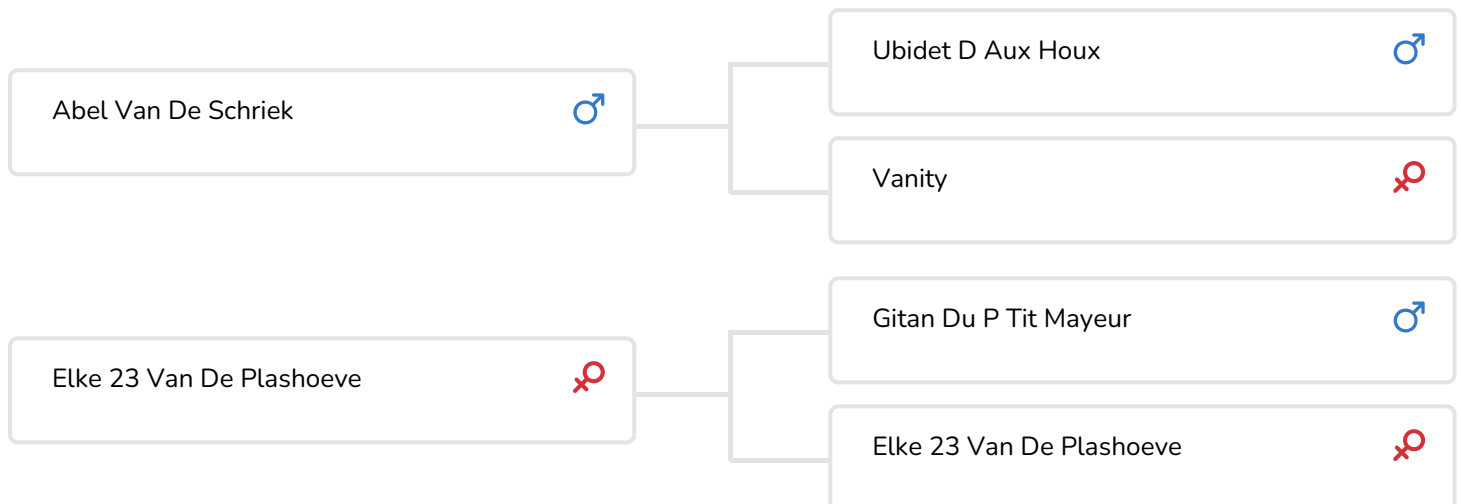 Ubidet D Aux Houx
Abel Van De Schriek
Vanity
Gitan Du P Tit Mayeur
Elke 23 Van De Plashoeve
Elke 23 Van De Plashoeve